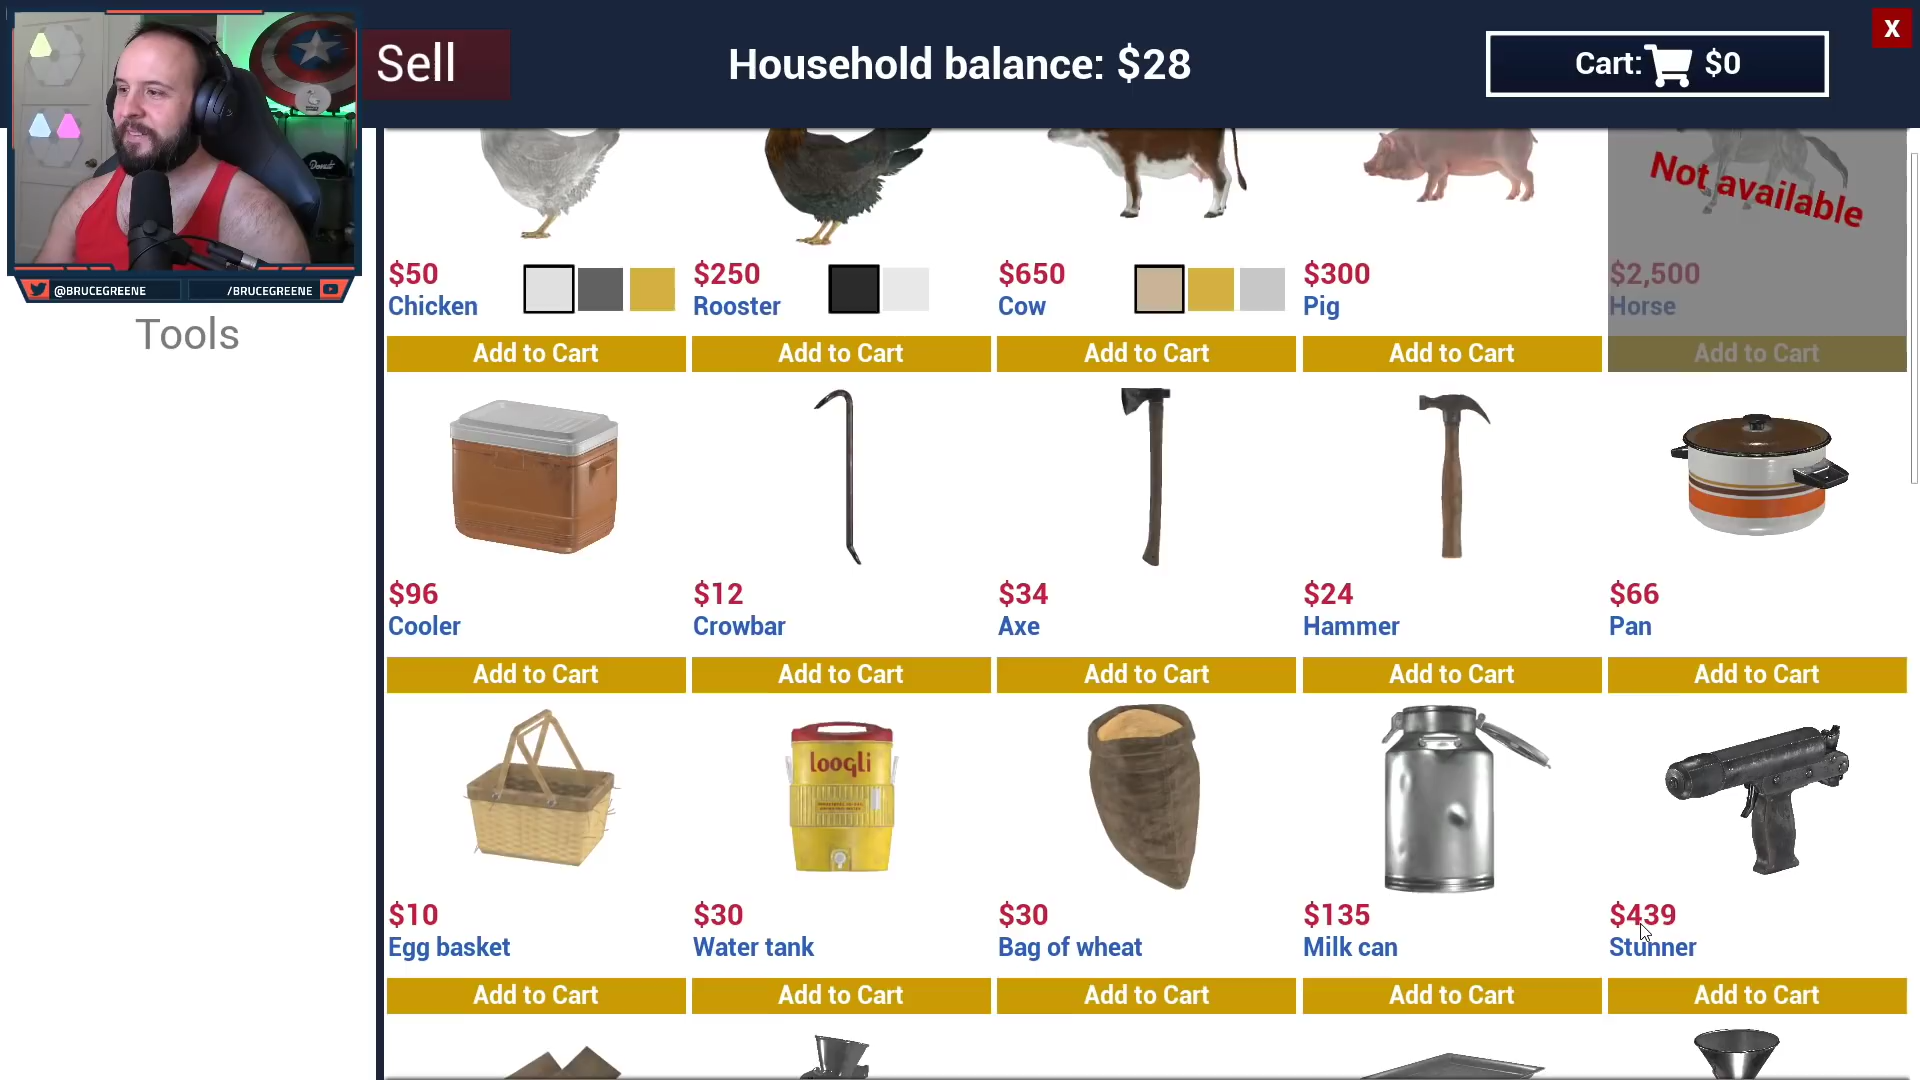 Sell
Household balance: $28
Cart: $0
X
@BRUCEGREENE
/BRUCEGREENE
Tools
Not available
$50
Chicken
$250
Rooster
$650
Cow
$300
Pig
$2,500
Horse
Add to Cart
Add to Cart
Add to Cart
Add to Cart
Add to Cart
$96
Cooler
$12
Crowbar
$34
Axe
$24
Hammer
$66
Pan
Add to Cart
Add to Cart
Add to Cart
Add to Cart
Add to Cart
loogli
$10
Egg basket
$30
Water tank
$30
Bag of wheat
$135
Milk can
$439
Stunner
Add to Cart
Add to Cart
Add to Cart
Add to Cart
Add to Cart